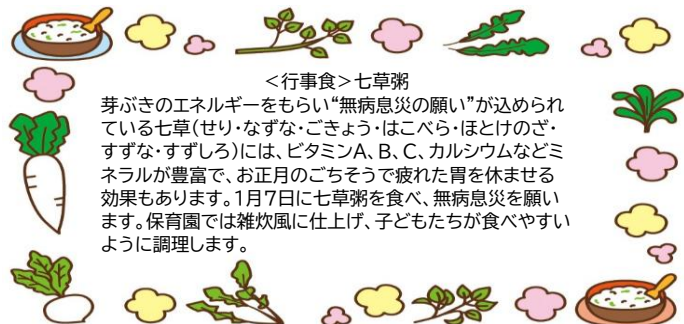 <行事食>七草粥
芽ぶきのエネルギーをもらい“無病息災の願い”が込められ
ている七草(せり・なずな・ごきょう・はこべら・ほとけのざ・
すずな・すずしろ)には、ビタミンA、B、C、カルシウムなどミ
ネラルが豊富で、お正月のごちそうで疲れた胃を休ませる
効果もあります。1月7日に七草粥を食べ、無病息災を願い
ます。保育園では雑炊風に仕上げ、子どもたちが食べやすい
ように調理します。